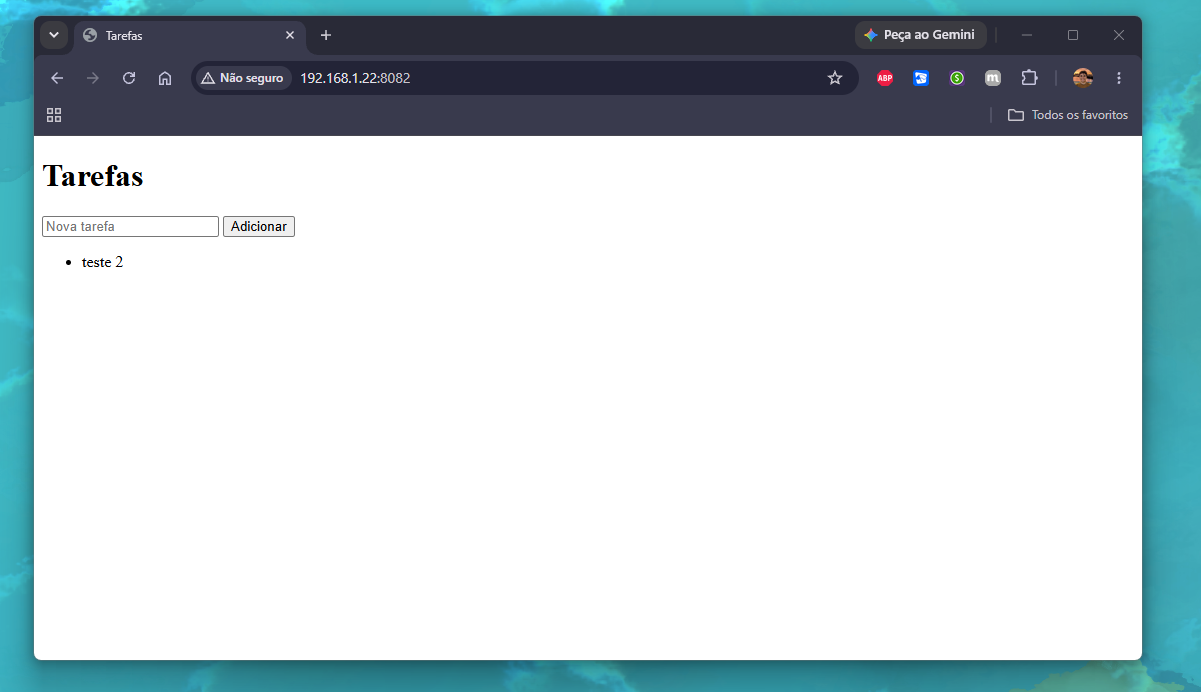 Tarefas
Peça ao Gemini
Não seguro 192.168.1.22:8082
ABP
$
m
Todos os favoritos
Tarefas
Nova tarefa Adicionar
teste 2